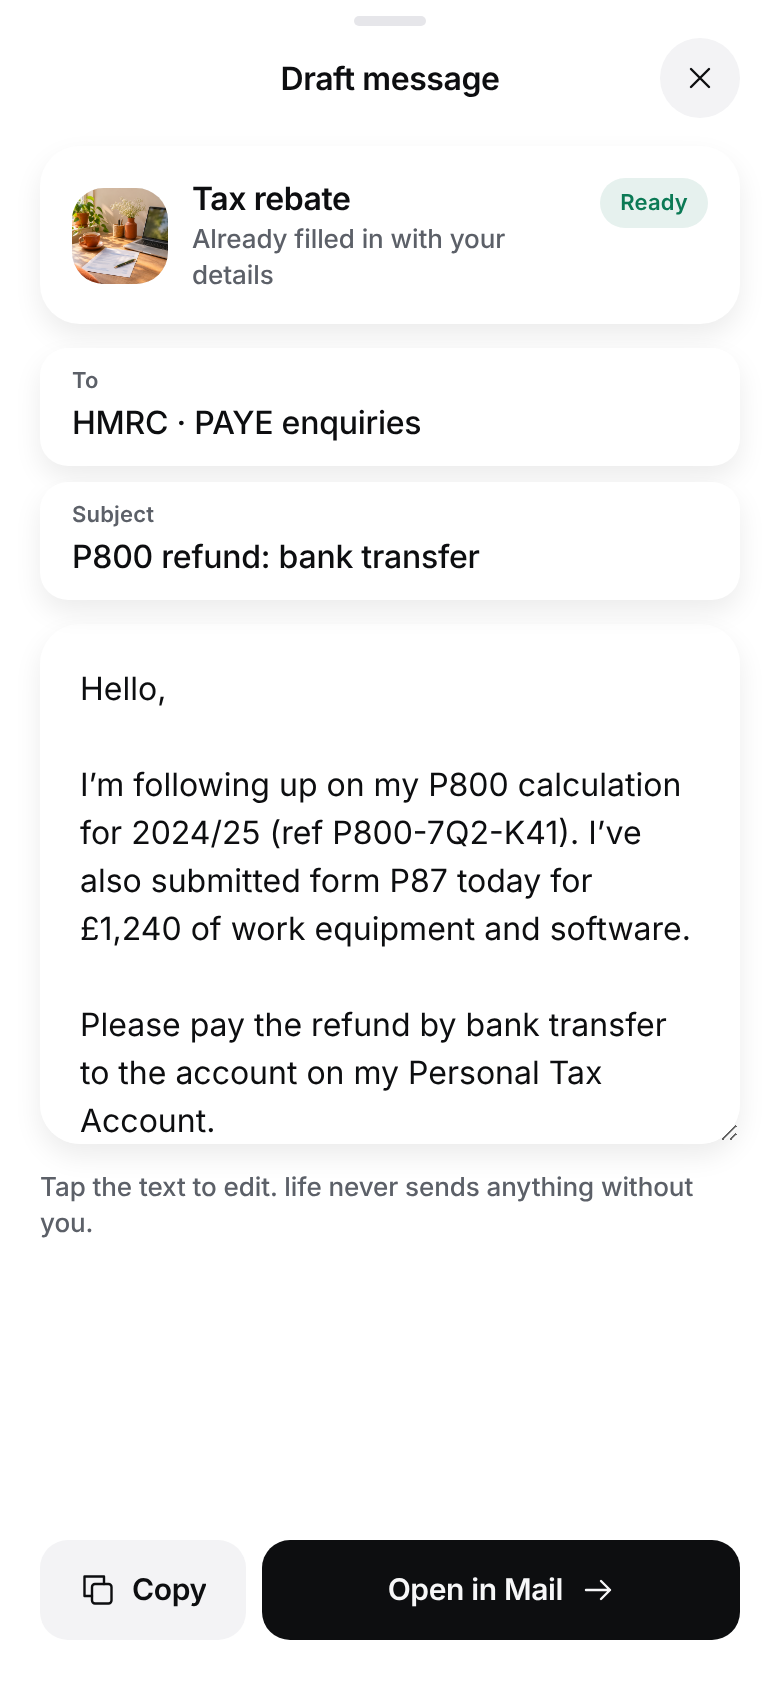 Draft message
Tax rebate
Ready
Already filled in with your
details
To
HMRC · PAYE enquiries
Subject
P800 refund: bank transfer
Hello,
I’m following up on my P800 calculation
for 2024/25 (ref P800-7Q2-K41). I’ve
also submitted form P87 today for
£1,240 of work equipment and software.
Please pay the refund by bank transfer
to the account on my Personal Tax
Account.
Tap the text to edit. life never sends anything without
you.
Copy
Open in Mail →